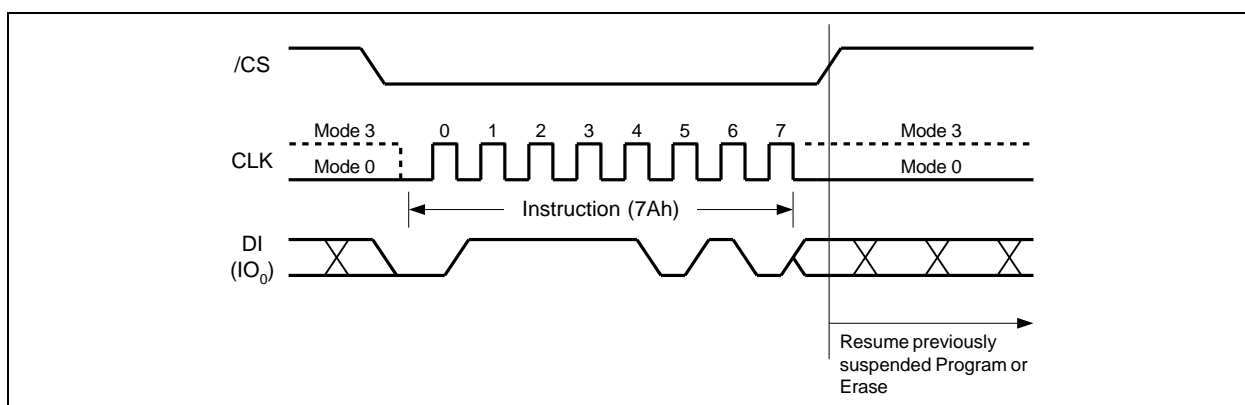 /CS
Mode 3
0 1 2 3 4 5 6 7
Mode 3
CLK
Mode 0
Mode 0
Instruction (7Ah)
DI
(IO₀)
Resume previously
suspended Program or
Erase